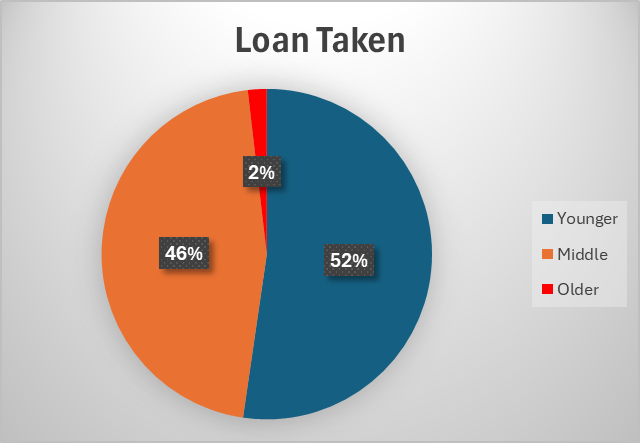 Loan Taken
2%
46%
52%
Younger
Middle
Older